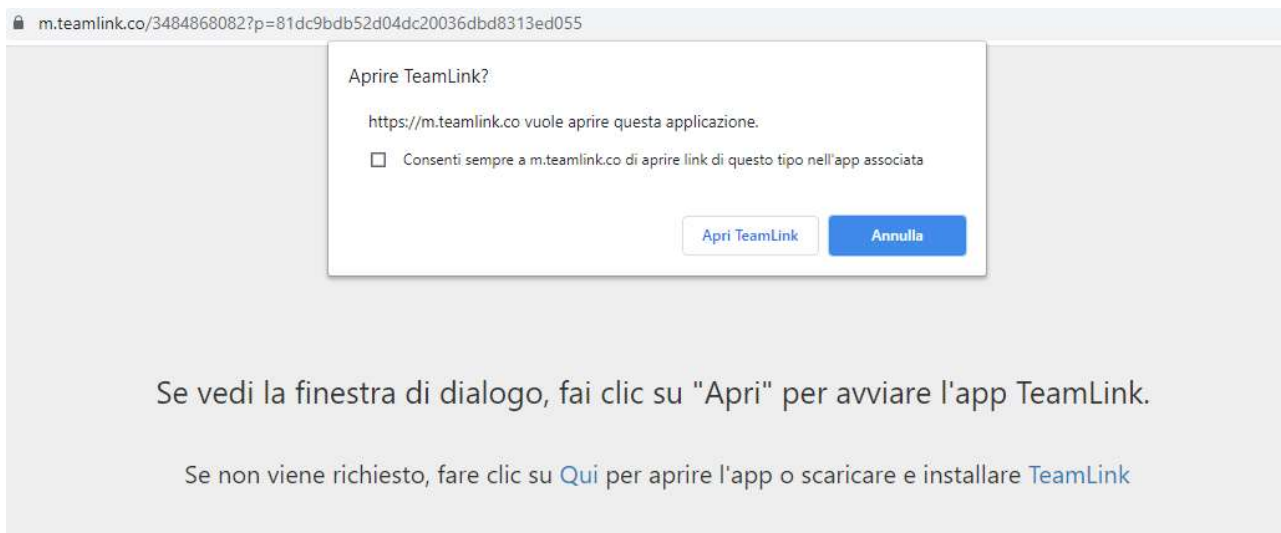 m.teamlink.co/3484868082?p=81dc9bdb52d04dc20036dbd8313ed055
Aprire TeamLink?
https://m.teamlink.co vuole aprire questa applicazione.
Consenti sempre a m.teamlink.co di aprire link di questo tipo nell'app associata
Apri TeamLink Annulla
Se vedi la finestra di dialogo, fai clic su "Apri" per avviare l'app TeamLink.
Se non viene richiesto, fare clic su Qui per aprire l'app o scaricare e installare TeamLink